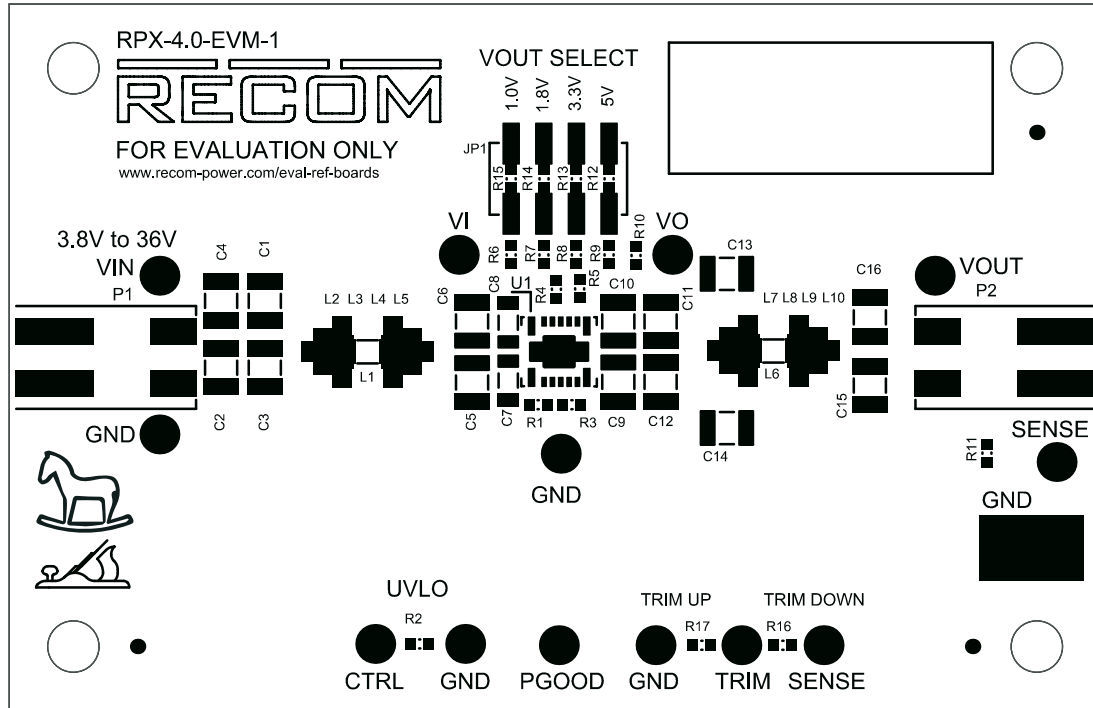 RPX-4.0-EVM-1
RECOM
FOR EVALUATION ONLY
www.recom-power.com/eval-ref-boards
VOUT SELECT
1.0V 1.8V 3.3V 5V
JP1
R15 R14 R13 R12
VI
VO
R6 R7 R8 R9 R10
3.8V to 36V
VIN
P1
C4 C1
C6 C8 U1 R4 R5 C10 C11 C13
C16
VOUT
P2
L2 L3 L4 L5
L7 L8 L9 L10
L1
L6
C2 C3
C5 C7 R1 R3 C9 C12
C14
C15
GND
GND
R11
SENSE
GND
UVLO
R2
TRIM UP
TRIM DOWN
R17
R16
CTRL GND PGOOD GND TRIM SENSE